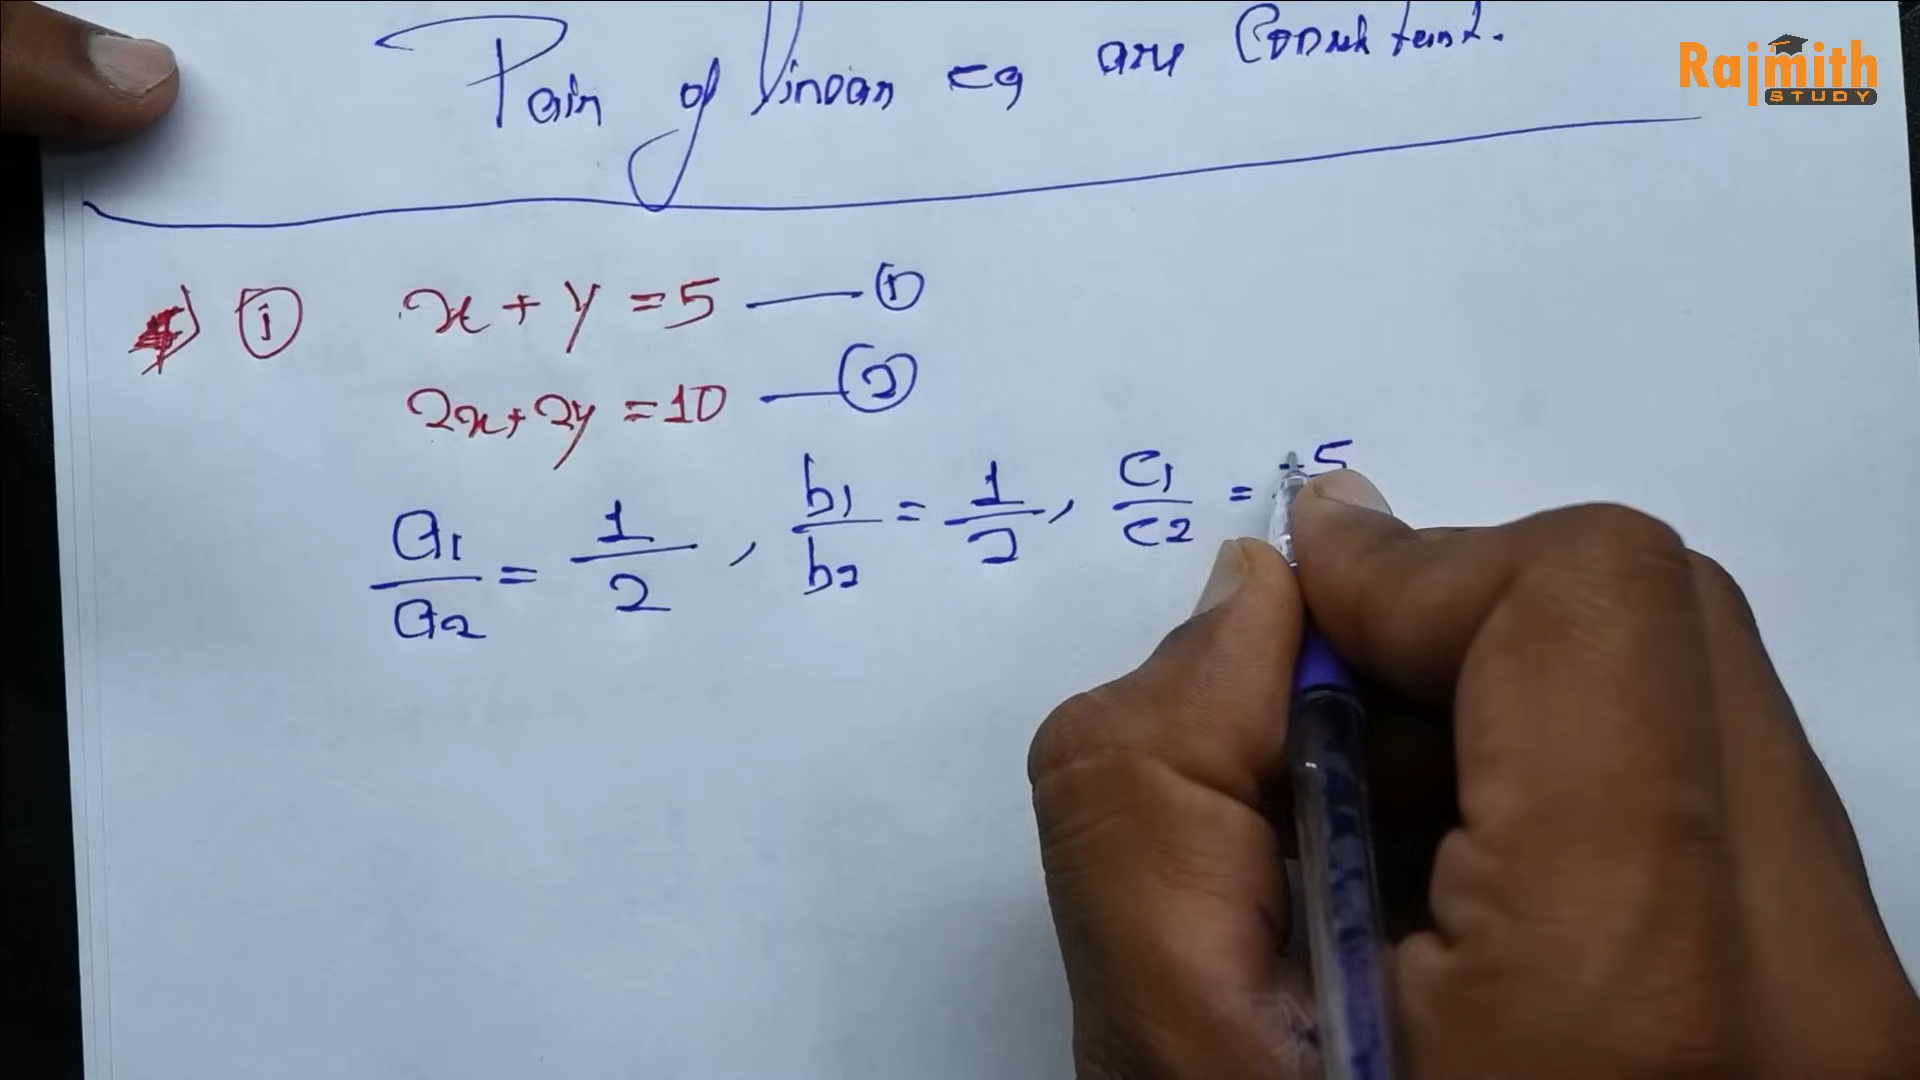 Pair of linear eq are Consistent.
Rajmith
STUDY
(i) x + y = 5 — (1)
2x + 2y = 10 — (2)
a1/a2 = 1/2, b1/b2 = 1/2, c1/c2 = -5